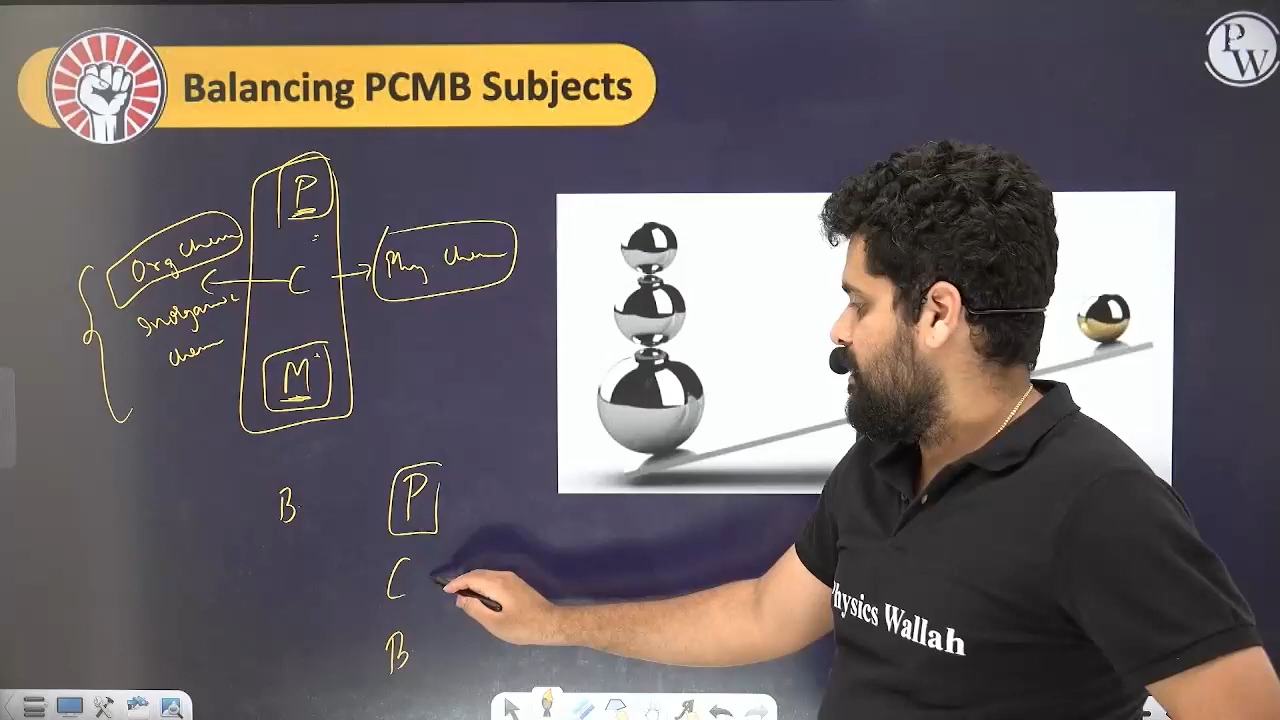 Balancing PCMB Subjects
PW
P
Org chem
C
Phy. chem
Inorganic
chem
M
B
P
C
B
Physics Wallah